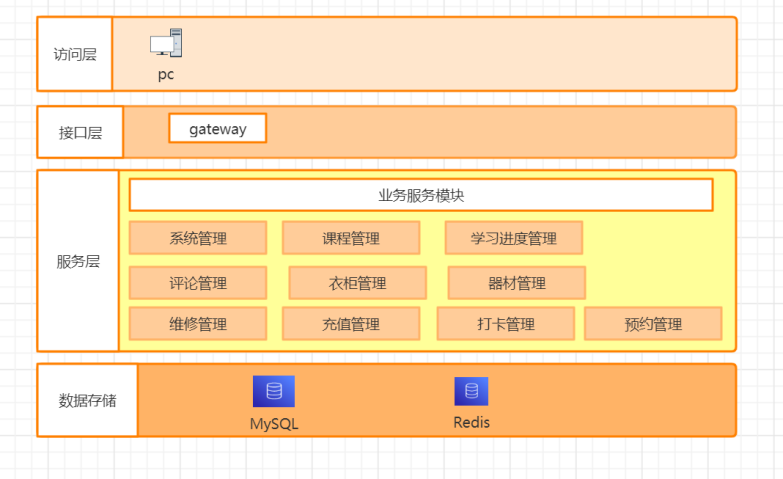 访问层
pc
接口层
gateway
服务层
业务服务模块
系统管理 课程管理 学习进度管理
评论管理 衣柜管理 器材管理
维修管理 充值管理 打卡管理 预约管理
数据存储
MySQL Redis